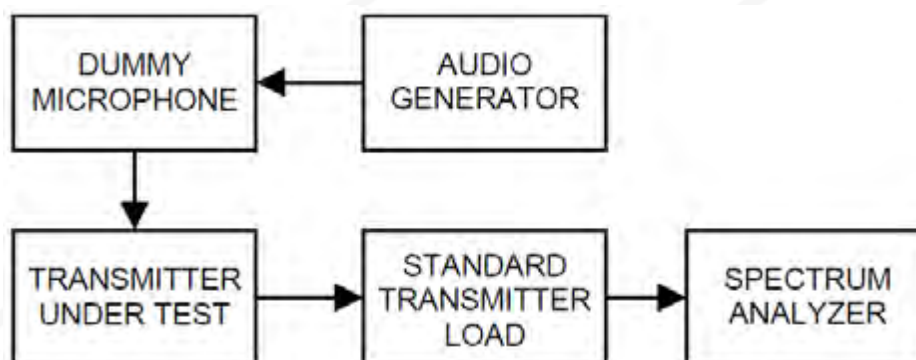 DUMMY
MICROPHONE
AUDIO
GENERATOR
TRANSMITTER
UNDER TEST
STANDARD
TRANSMITTER
LOAD
SPECTRUM
ANALYZER